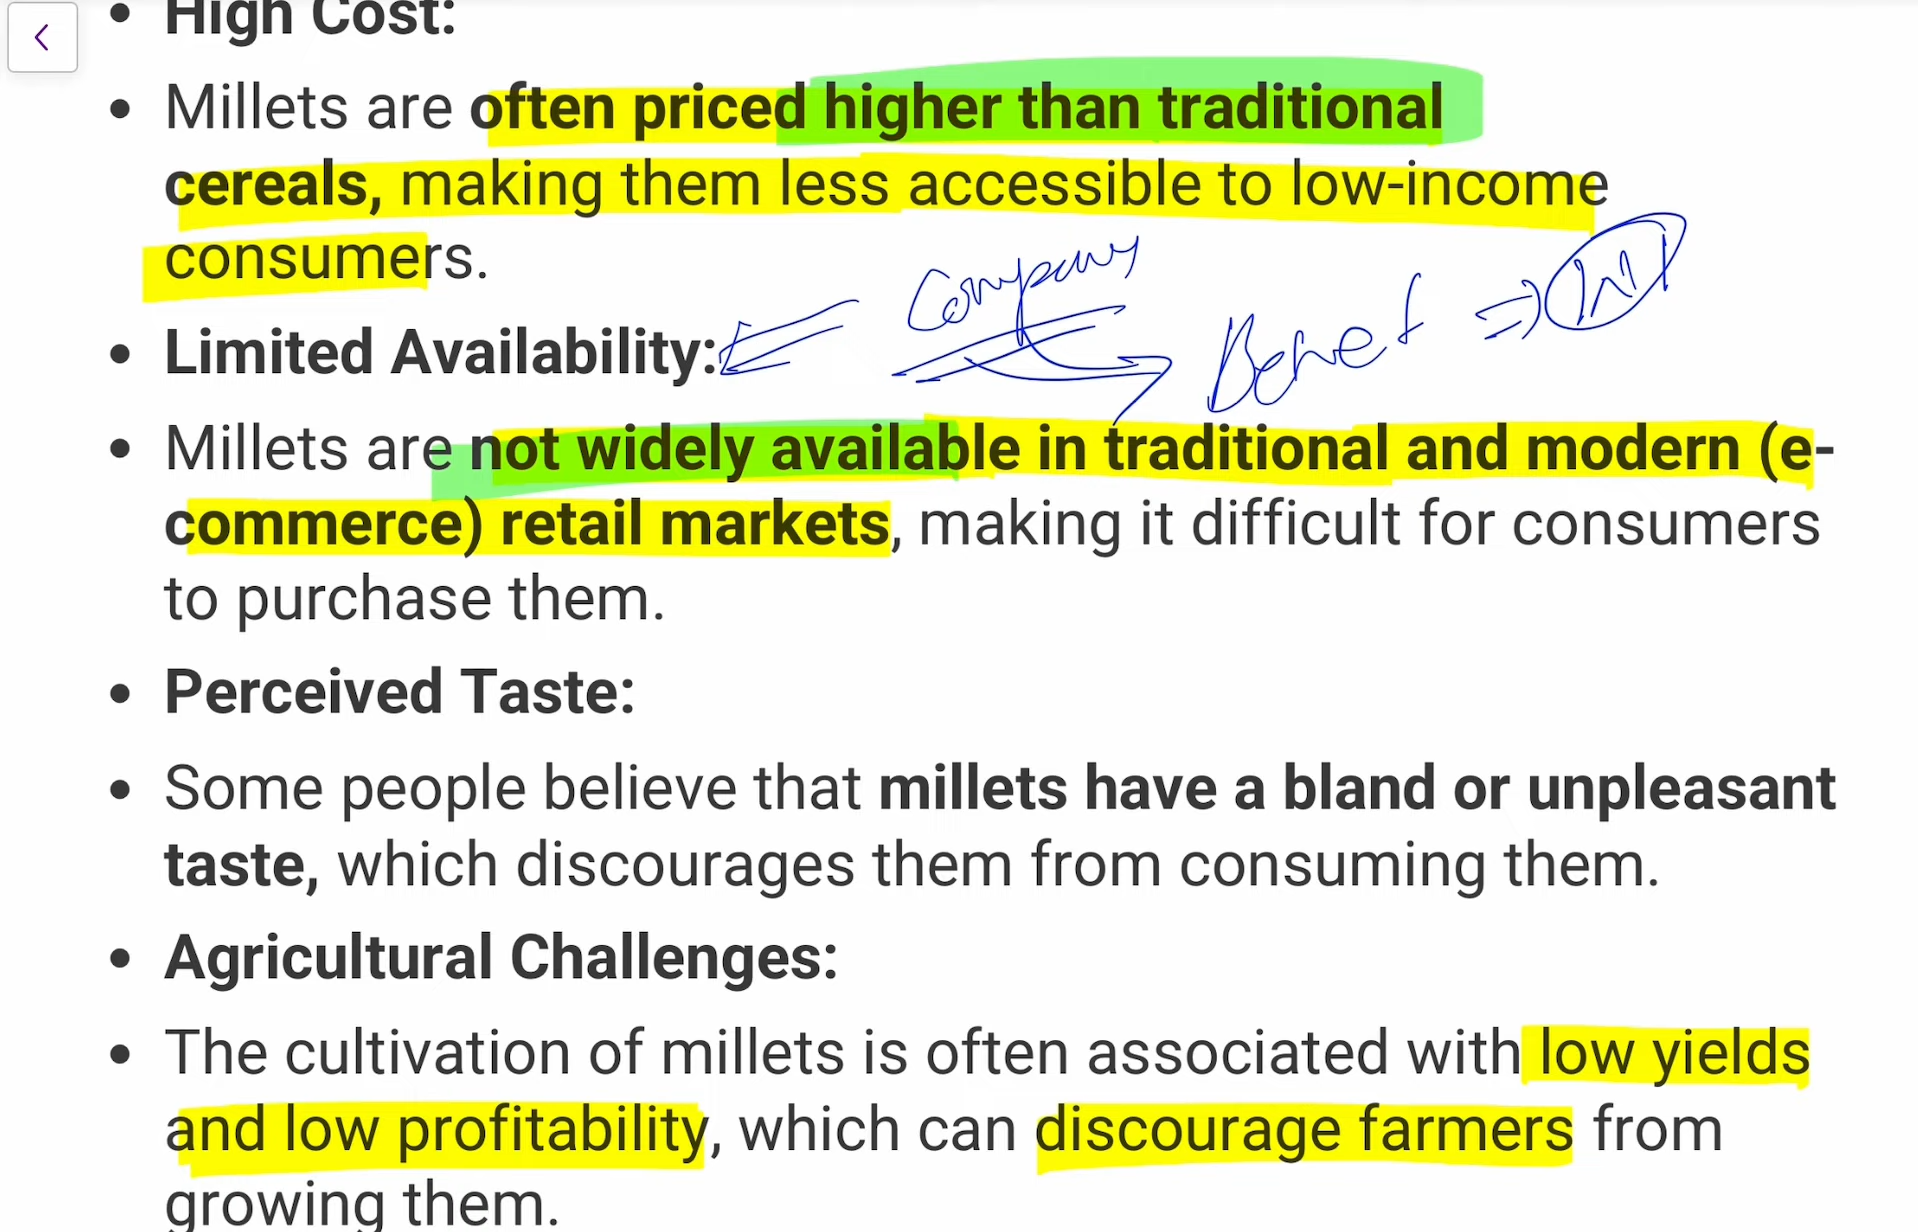 • High Cost:
• Millets are often priced higher than traditional
cereals, making them less accessible to low-income
consumers.
Company
• Limited Availability:
• Millets are not widely available in traditional and modern (e-
commerce) retail markets, making it difficult for consumers
to purchase them.
• Perceived Taste:
• Some people believe that millets have a bland or unpleasant
taste, which discourages them from consuming them.
• Agricultural Challenges:
• The cultivation of millets is often associated with low yields
and low profitability, which can discourage farmers from
growing them.